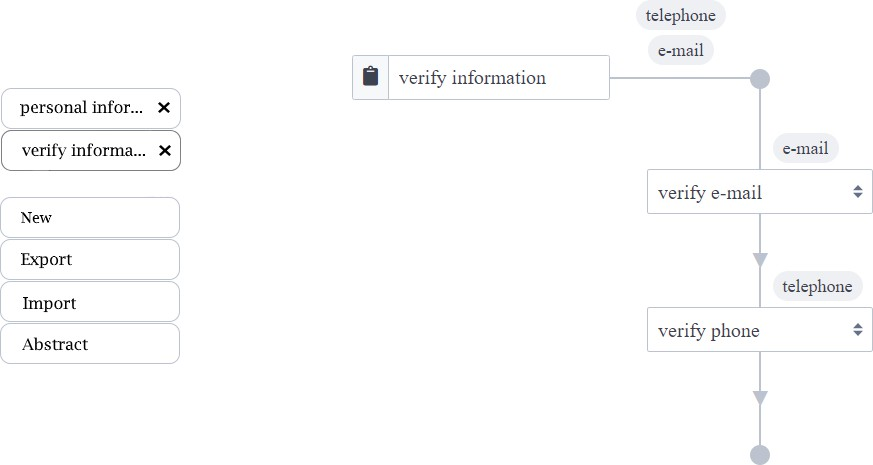 personal infor...
verify informa...
New
Export
Import
Abstract
telephone
e-mail
verify information
e-mail
verify e-mail
telephone
verify phone